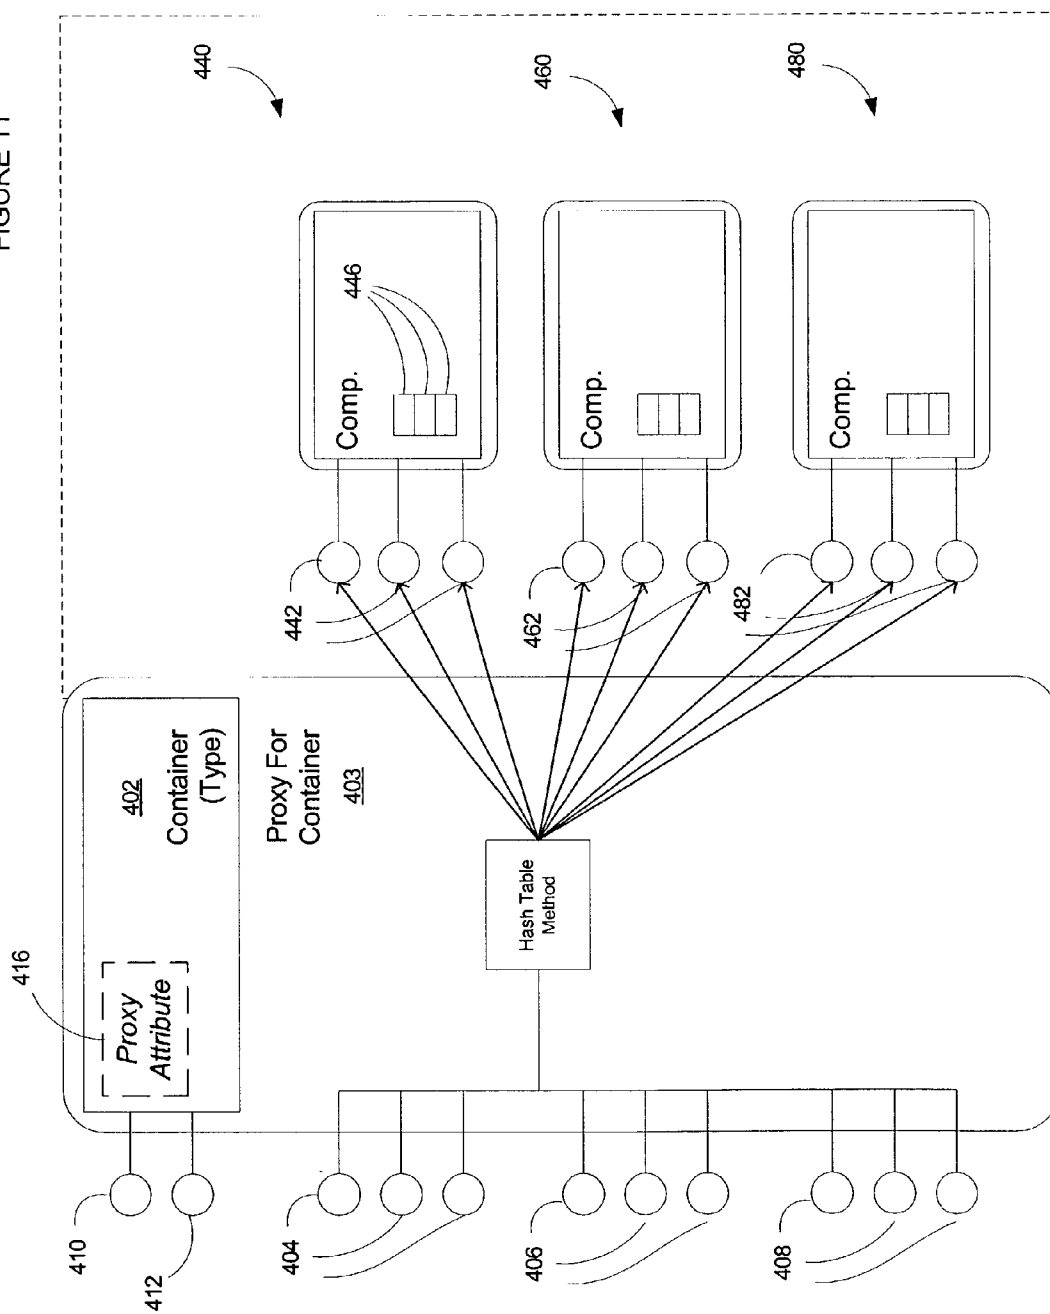 FIGURE 11
416
410
Proxy
Attribute
412
402
Container
(Type)
440
Proxy For
Container
403
404
442
Comp.
446
Hash Table
Method
406
462
Comp.
460
408
482
Comp.
480